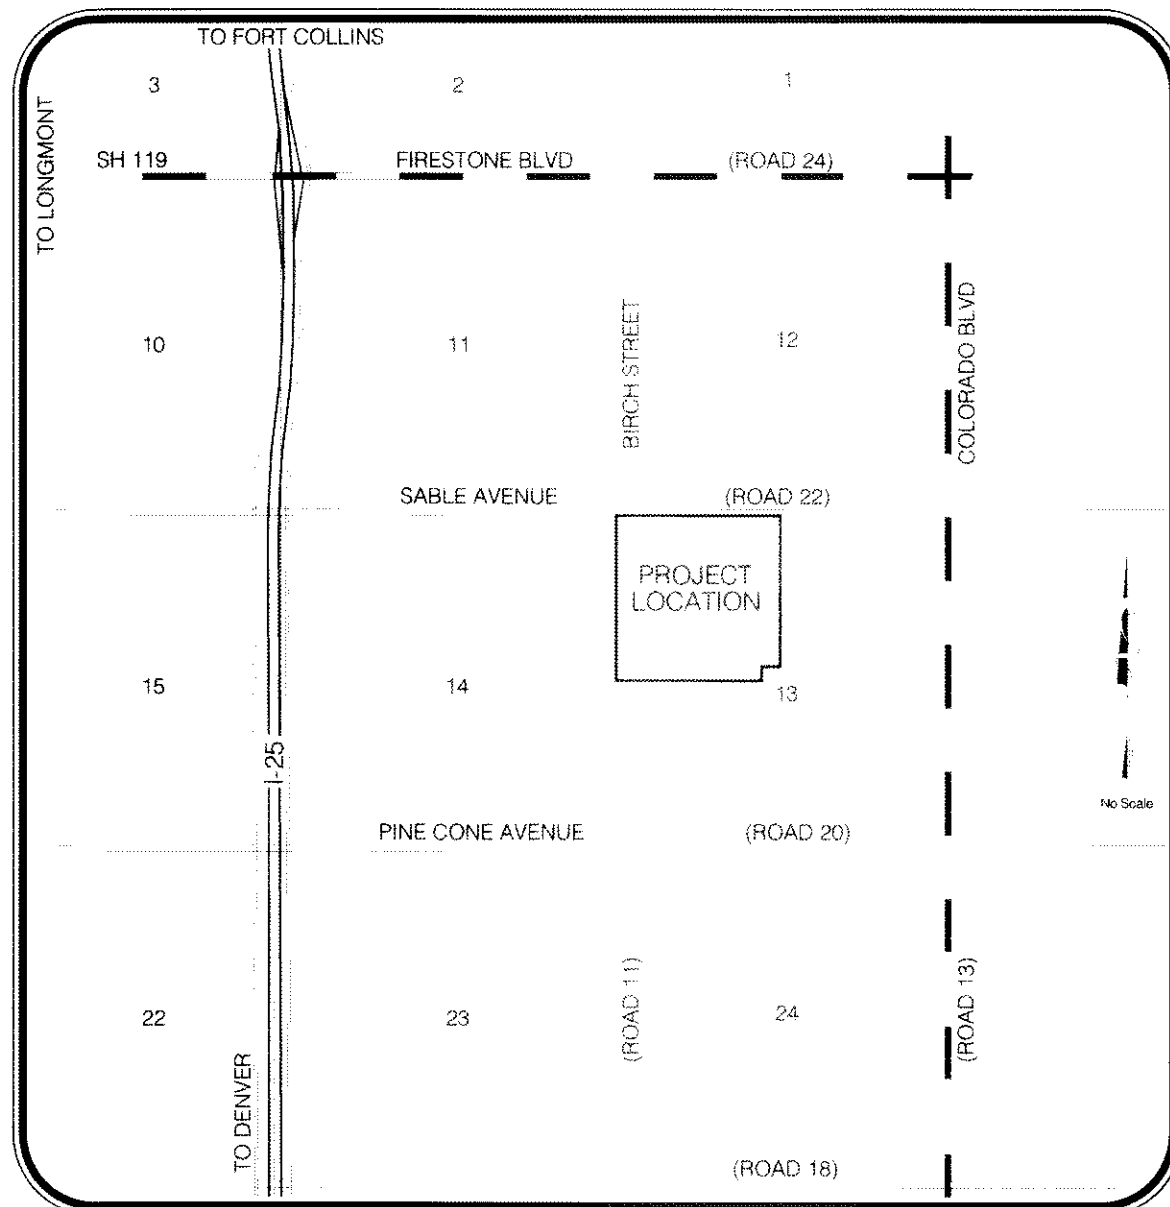 TO FORT COLLINS
3
2
1
TO LONGMONT
SH 119
FIRESTONE BLVD
(ROAD 24)
10
11
BIRCH STREET
12
COLORADO BLVD
SABLE AVENUE
(ROAD 22)
PROJECT
LOCATION
15
14
13
I-25
No Scale
PINE CONE AVENUE
(ROAD 20)
22
23
(ROAD 11)
24
(ROAD 13)
TO DENVER
(ROAD 18)